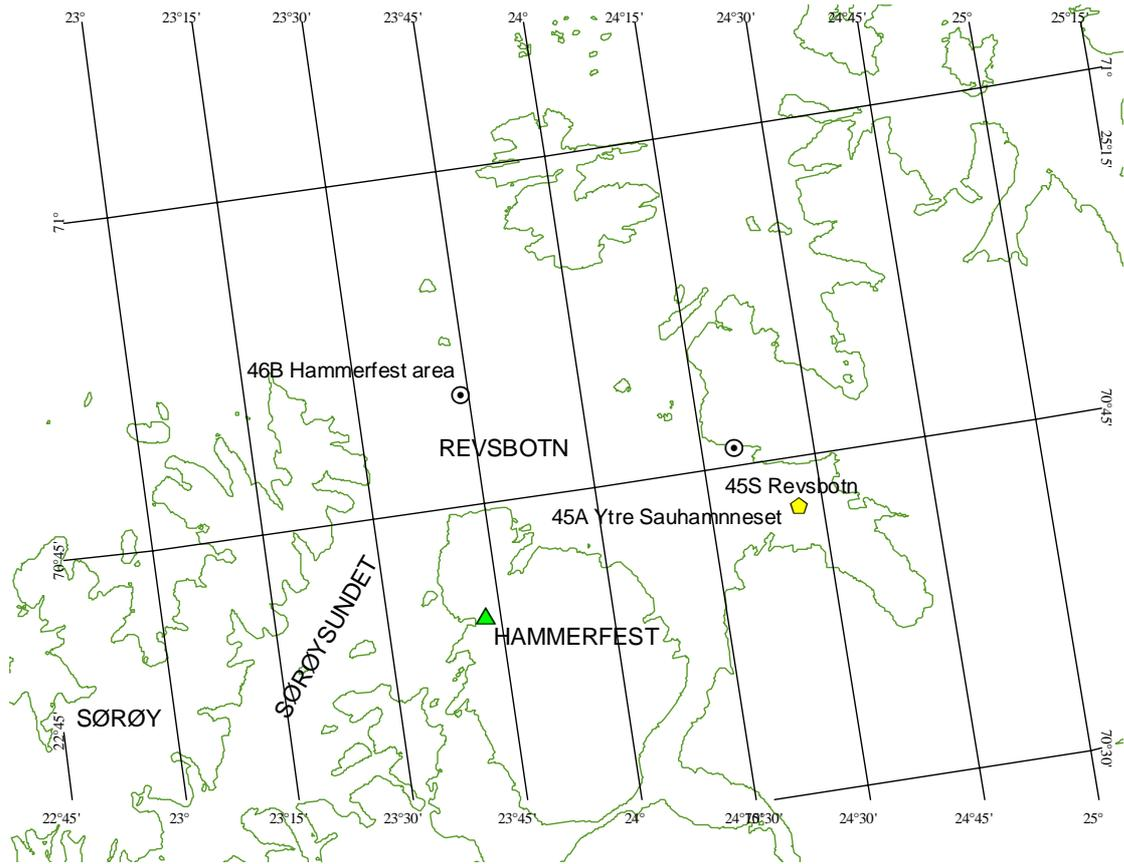 23° 23°15' 23°30' 23°45' 24° 24°15' 24°30' 24°45' 25° 25°15'
71°
25°15'
71°
46B Hammerfest area
70°45'
REVSBOTN
45S Revsbotn
45A Ytre Sauhamnneset
70°45'
SØRØYSUNDET
HAMMERFEST
SØRØY
22°45'
70°30'
22°45' 23° 23°15' 23°30' 23°45' 24° 24°15' 24°30' 24°45' 25°